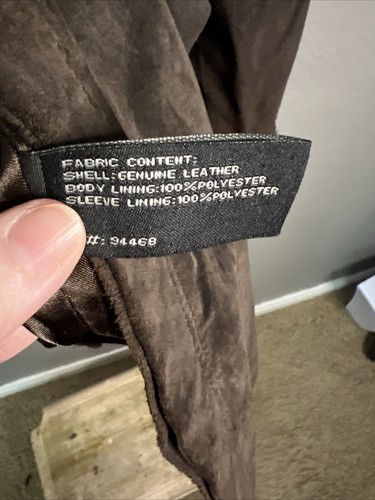 FABRIC CONTENT:
SHELL: GENUINE LEATHER
BODY LINING:100%POLYESTER
SLEEVE LINING:100%POLYESTER
#: 94468